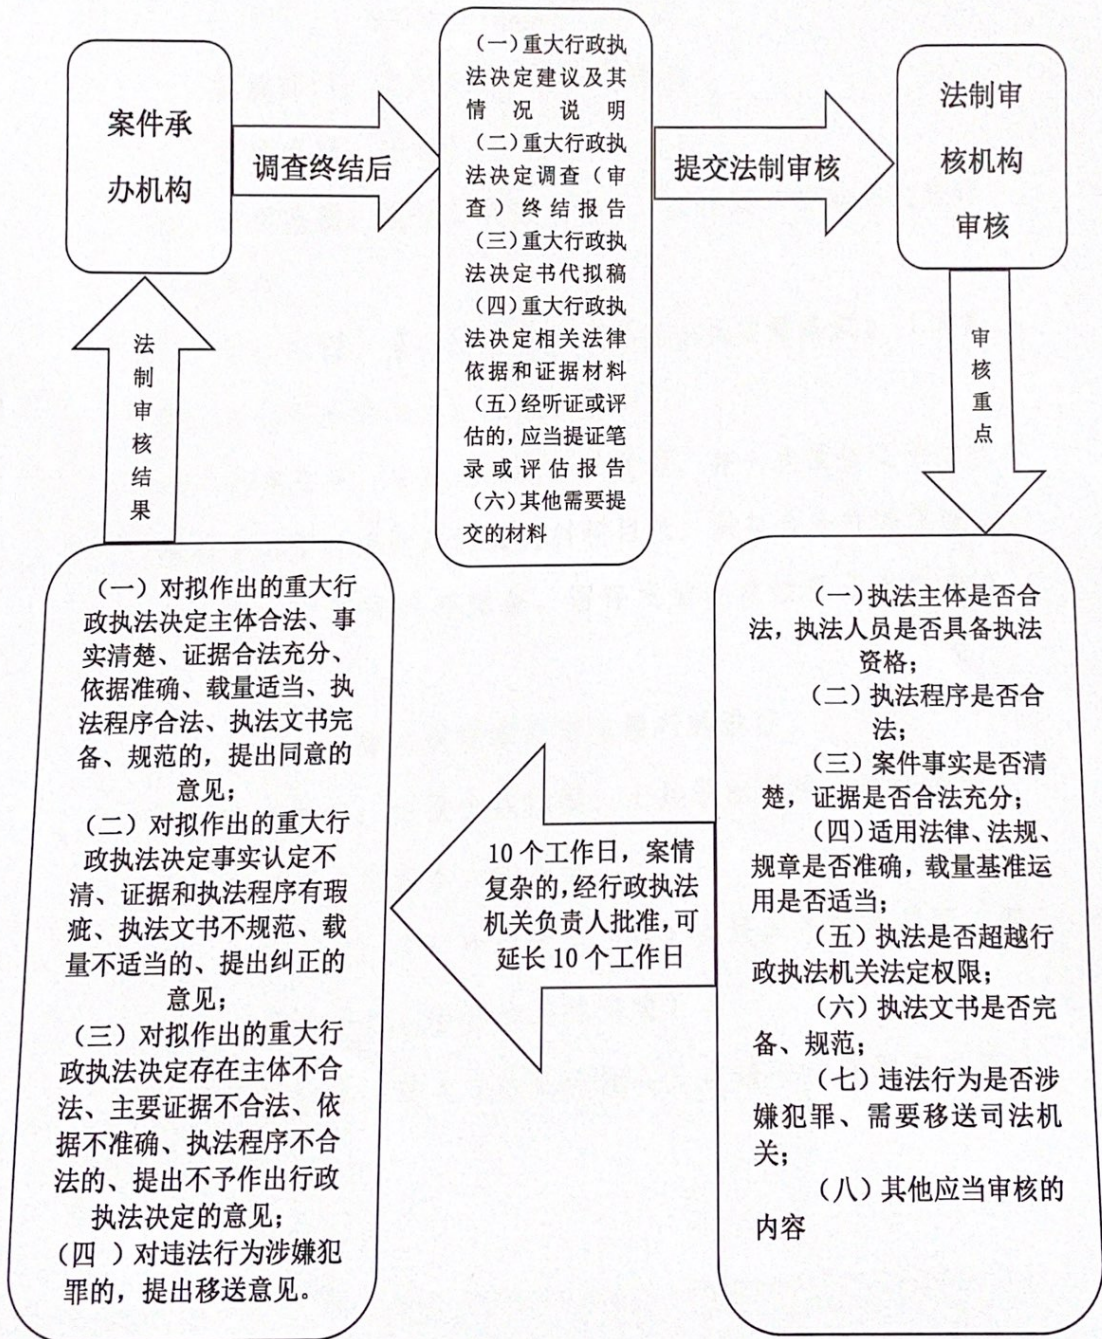 案件承
办机构
调查终结后
（一）重大行政执
法决定建议及其
情况说明
（二）重大行政执
法决定调查（审
查）终结报告
（三）重大行政执
法决定书代拟稿
（四）重大行政执
法决定相关法律
依据和证据材料
（五）经听证或评
估的，应当提证笔
录或评估报告
（六）其他需要提
交的材料
提交法制审核
法制审
核机构
审核
审核重点
（一）执法主体是否合
法，执法人员是否具备执法
资格；
（二）执法程序是否合
法；
（三）案件事实是否清
楚，证据是否合法充分；
（四）适用法律、法规、
规章是否准确，载量基准运
用是否适当；
（五）执法是否超越行
政执法机关法定权限；
（六）执法文书是否完
备、规范；
（七）违法行为是否涉
嫌犯罪、需要移送司法机
关；
（八）其他应当审核的
内容
10 个工作日，案情
复杂的，经行政执法
机关负责人批准，可
延长 10 个工作日
（一）对拟作出的重大行
政执法决定主体合法、事
实清楚、证据合法充分、
依据准确、载量适当、执
法程序合法、执法文书完
备、规范的，提出同意的
意见；
（二）对拟作出的重大行
政执法决定事实认定不
清、证据和执法程序有瑕
疵、执法文书不规范、载
量不适当的、提出纠正的
意见；
（三）对拟作出的重大行
政执法决定存在主体不合
法、主要证据不合法、依
据不准确、执法程序不合
法的、提出不予作出行政
执法决定的意见；
（四 ）对违法行为涉嫌犯
罪的，提出移送意见。
法制审核结果